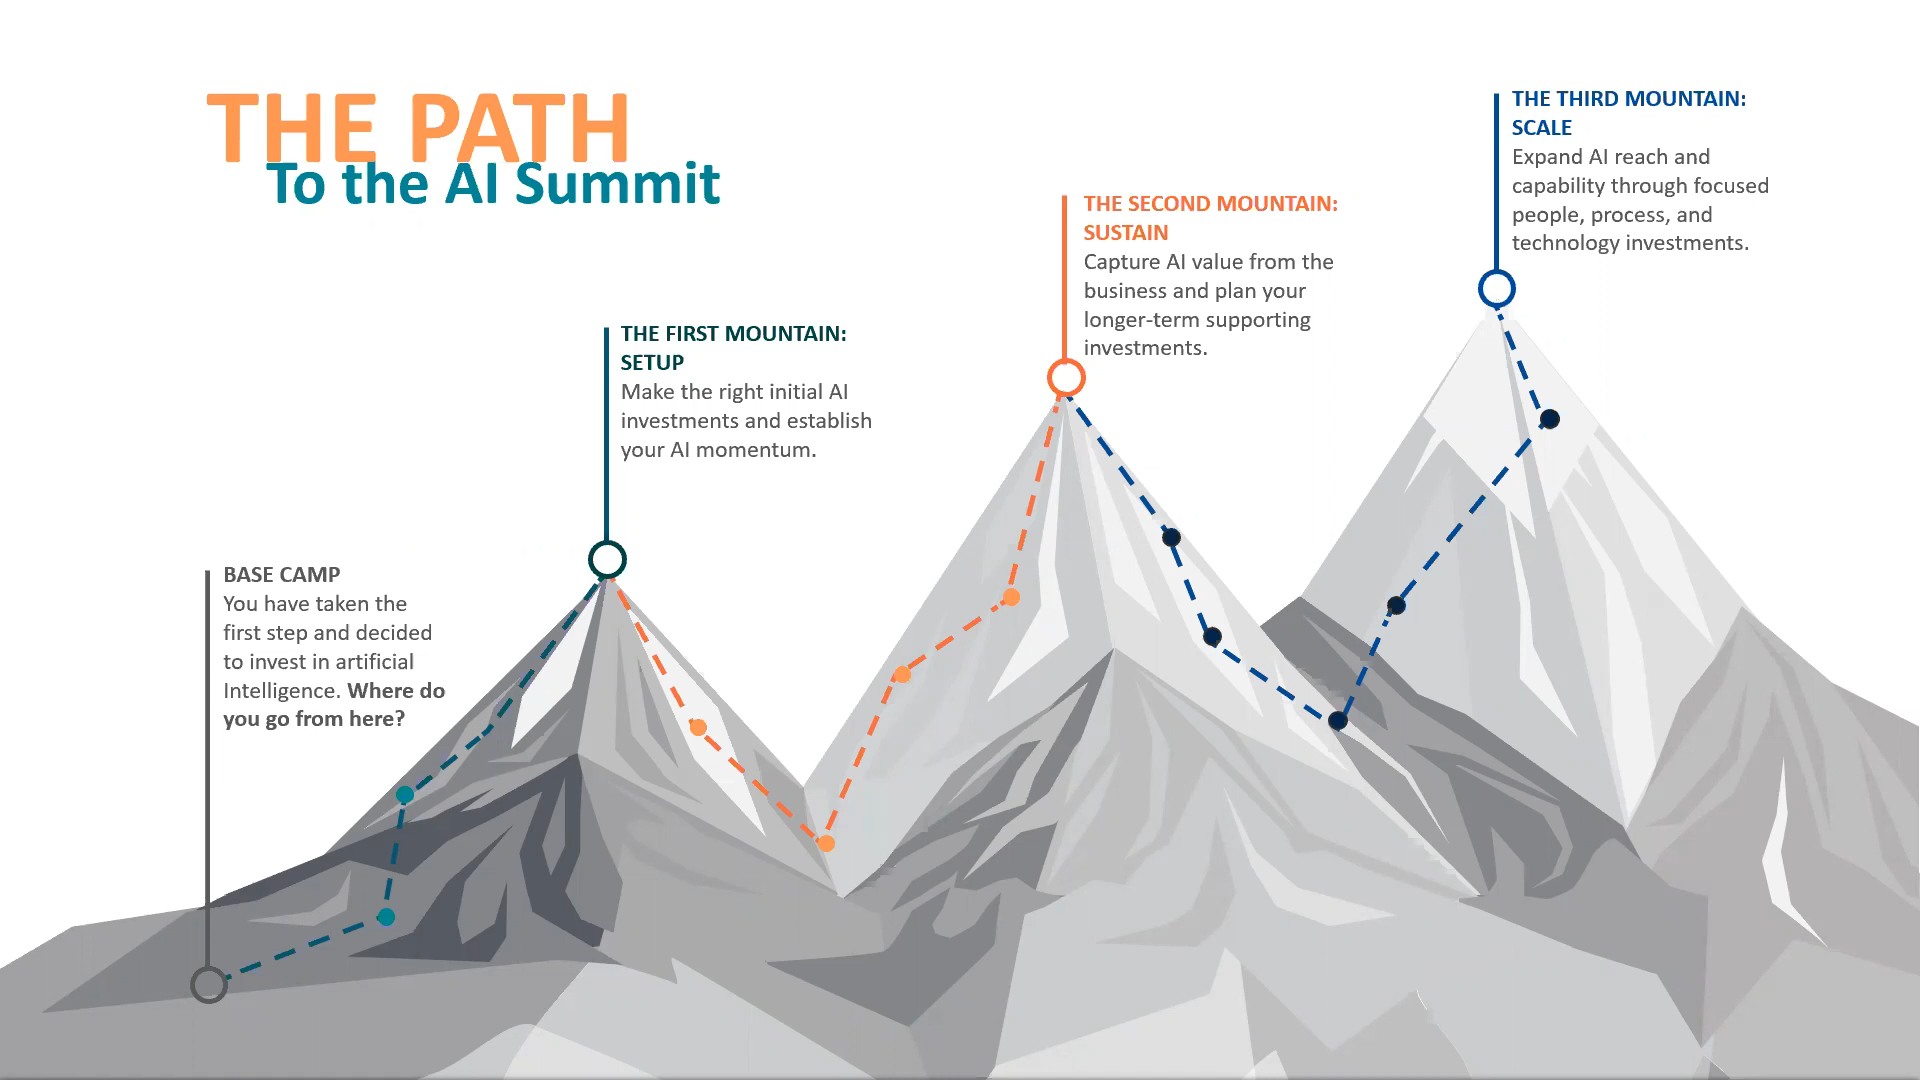 THE PATH
To the AI Summit
BASE CAMP
You have taken the
first step and decided
to invest in artificial
Intelligence. Where do
you go from here?
THE FIRST MOUNTAIN:
SETUP
Make the right initial AI
investments and establish
your AI momentum.
THE SECOND MOUNTAIN:
SUSTAIN
Capture AI value from the
business and plan your
longer-term supporting
investments.
THE THIRD MOUNTAIN:
SCALE
Expand AI reach and
capability through focused
people, process, and
technology investments.